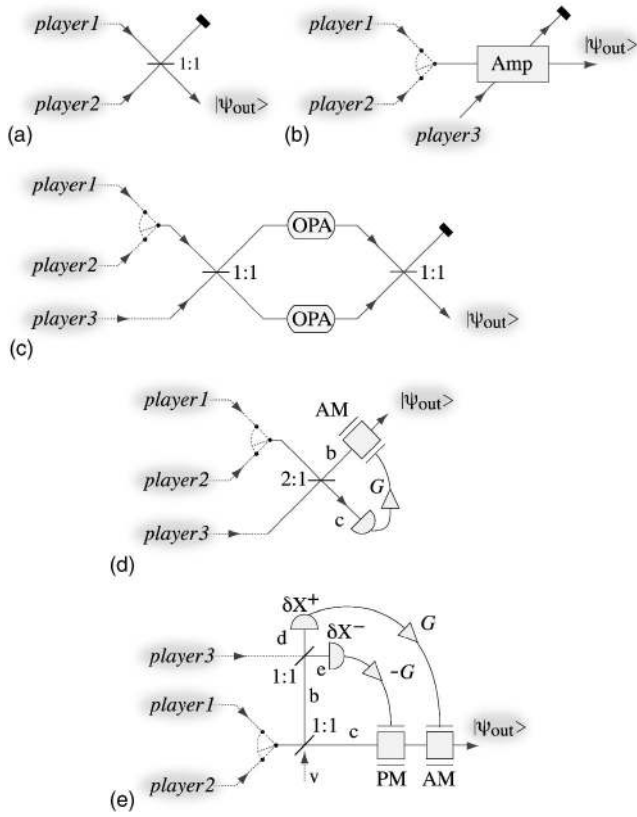 player1
1:1
player2
|Ψout>
(a)
player1
Amp
|Ψout>
player2
player3
(b)
player1
OPA
player2
1:1
1:1
player3
OPA
|Ψout>
(c)
player1
AM
|Ψout>
player2
b
2:1
G
player3
c
(d)
δX+
G
d
δX−
player3
e
-G
1:1
b
player1
1:1
c
|Ψout>
player2
v
PM
AM
(e)